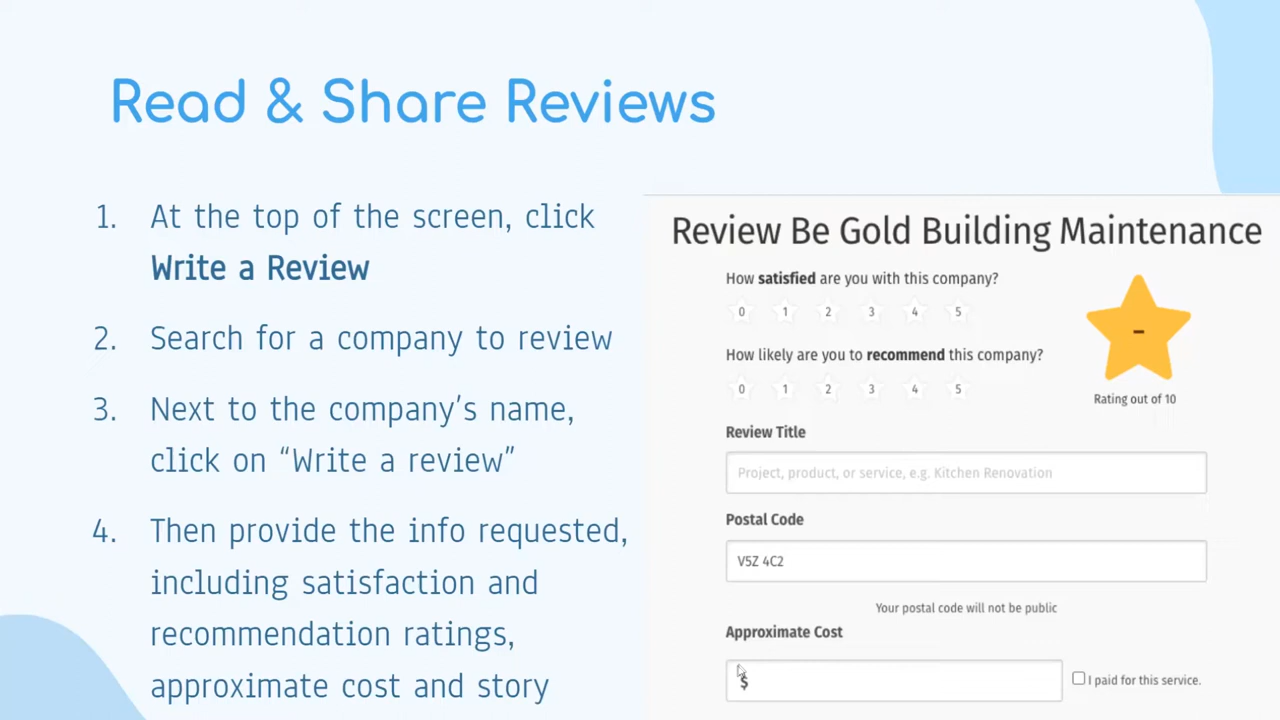 Read & Share Reviews
1. At the top of the screen, click
Write a Review
2. Search for a company to review
3. Next to the company's name,
click on “Write a review”
4. Then provide the info requested,
including satisfaction and
recommendation ratings,
approximate cost and story
Review Be Gold Building Maintenance
How satisfied are you with this company?
0 1 2 3 4 5
How likely are you to recommend this company?
0 1 2 3 4 5
-
Rating out of 10
Review Title
Project, product, or service, e.g. Kitchen Renovation
Postal Code
V5Z 4C2
Your postal code will not be public
Approximate Cost
$
I paid for this service.